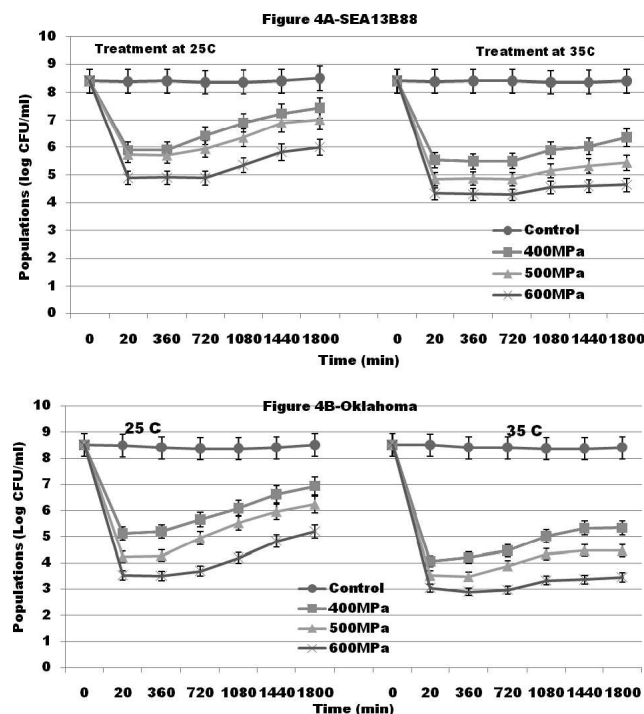 Figure 4A-SEA13B88
Treatment at 25C
Treatment at 35C
Populations (log CFU/ml)
10
9
8
7
6
5
4
3
2
1
0
Control
400MPa
500MPa
600MPa
0 20 360 720 1080 1440 1800 0 20 360 720 1080 1440 1800
Time (min)
Figure 4B-Oklahoma
25 C
35 C
Populations (Log CFU/ml)
10
9
8
7
6
5
4
3
2
1
0
Control
400MPa
500MPa
600MPa
0 20 360 720 1080 1440 1800 0 20 360 720 1080 1440 1800
Time (min)